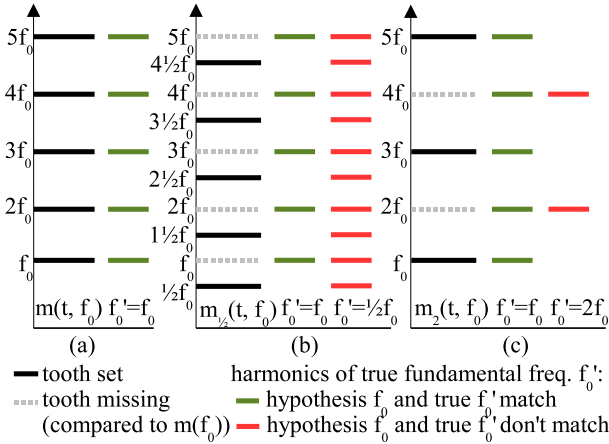 5f₀
4f₀
3f₀
2f₀
f₀
m(t, f₀) f₀'=f₀
(a)
5f₀
4½f₀
4f₀
3½f₀
3f₀
2½f₀
2f₀
1½f₀
f₀
½f₀
m½(t, f₀) f₀'=f₀ f₀'=½f₀
(b)
5f₀
4f₀
3f₀
2f₀
f₀
m₂(t, f₀) f₀'=f₀ f₀'=2f₀
(c)
tooth set
tooth missing
(compared to m(f₀))
harmonics of true fundamental freq. f₀':
hypothesis f₀ and true f₀' match
hypothesis f₀ and true f₀' don't match